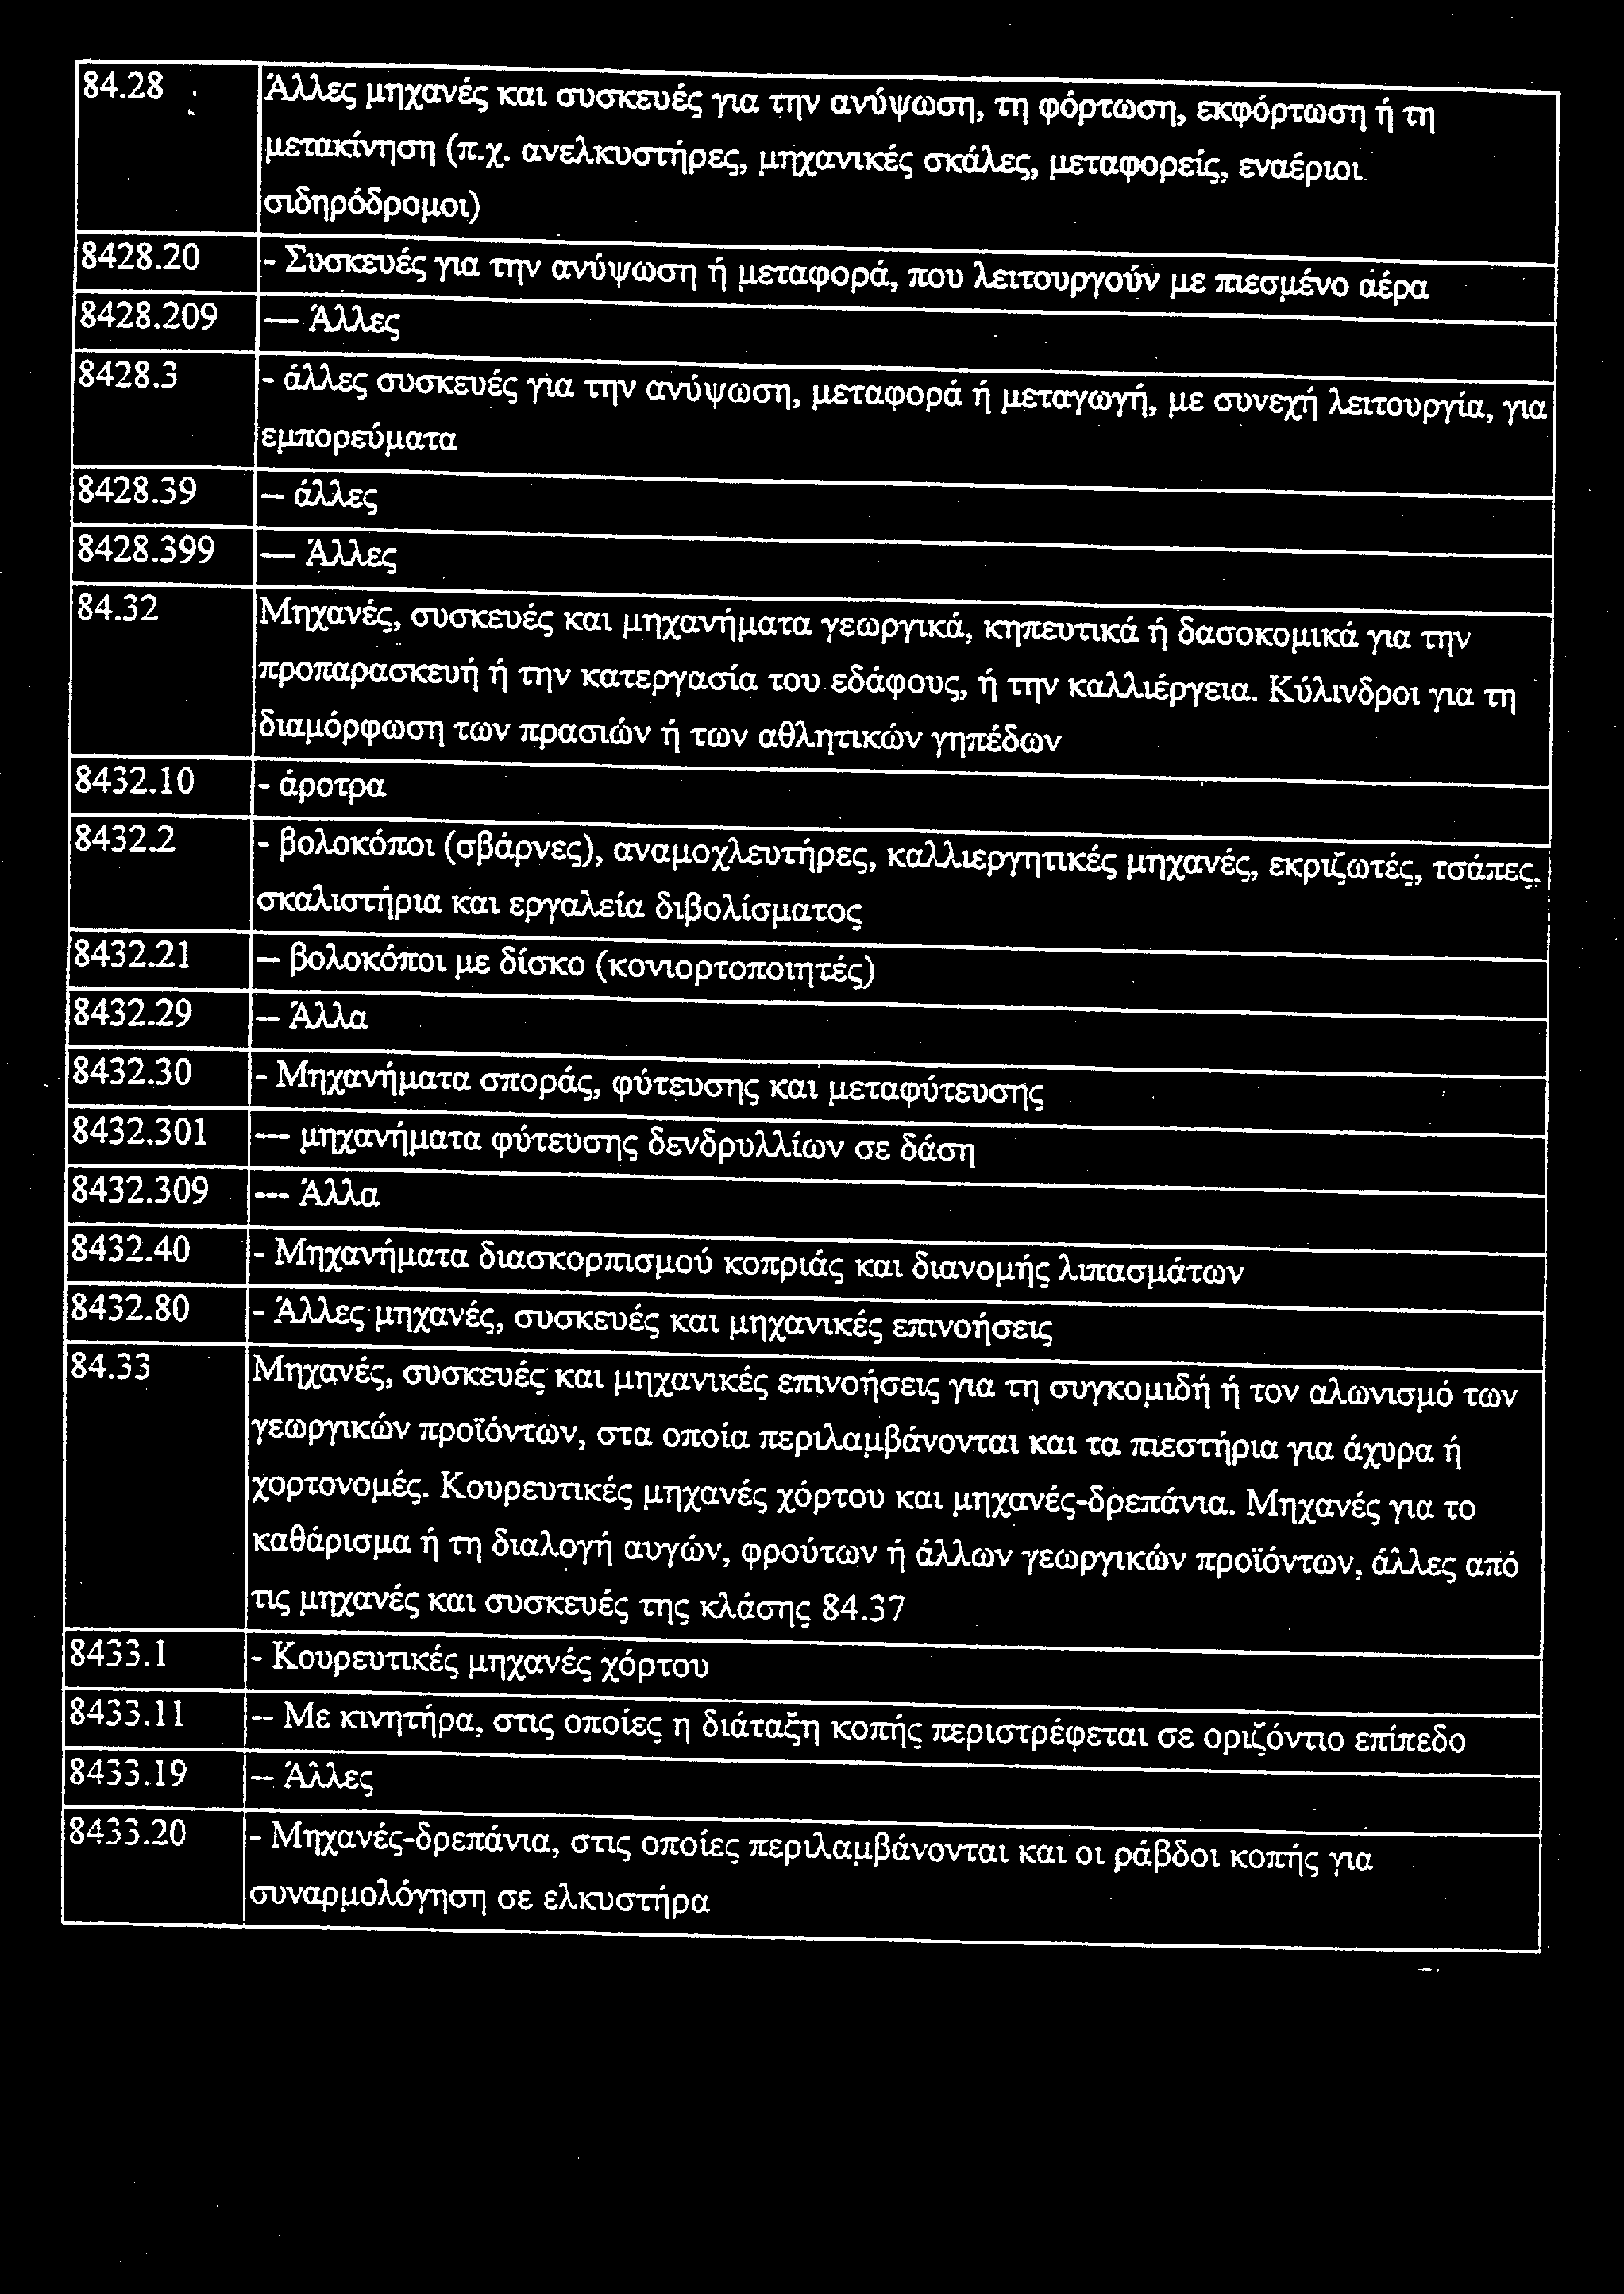 84.28 Άλλες μηχανές και συσκευές για την ανύψωση, τη φόρτωση, εκφόρτωση ή τη
μετακίνηση (π.χ. ανελκυστήρες, μηχανικές σκάλες, μεταφορείς, εναέριοι
σιδηρόδρομοι)
8428.20 - Συσκευές για την ανύψωση ή μεταφορά, που λειτουργούν με πιεσμένο αέρα
8428.209 --- Άλλες
8428.3 - άλλες συσκευές για την ανύψωση, μεταφορά ή μεταγωγή, με συνεχή λειτουργία, για
εμπορεύματα
8428.39 -- άλλες
8428.399 --- Άλλες
84.32 Μηχανές, συσκευές και μηχανήματα γεωργικά, κηπευτικά ή δασοκομικά για την
προπαρασκευή ή την κατεργασία του εδάφους, ή την καλλιέργεια. Κύλινδροι για τη
διαμόρφωση των πρασιών ή των αθλητικών γηπέδων
8432.10 - άροτρα
8432.2 - βολοκόποι (σβάρνες), αναμοχλευτήρες, καλλιεργητικές μηχανές, εκριζωτές, τσάπες,
σκαλιστήρια και εργαλεία διβολίσματος
8432.21 -- βολοκόποι με δίσκο (κονιορτοποιητές)
8432.29 -- Άλλα
8432.30 - Μηχανήματα σποράς, φύτευσης και μεταφύτευσης
8432.301 --- μηχανήματα φύτευσης δενδρυλλίων σε δάση
8432.309 --- Άλλα
8432.40 - Μηχανήματα διασκορπισμού κοπριάς και διανομής λιπασμάτων
8432.80 - Άλλες μηχανές, συσκευές και μηχανικές επινοήσεις
84.33 Μηχανές, συσκευές και μηχανικές επινοήσεις για τη συγκομιδή ή τον αλωνισμό των
γεωργικών προϊόντων, στα οποία περιλαμβάνονται και τα πιεστήρια για άχυρα ή
χορτονομές. Κουρευτικές μηχανές χόρτου και μηχανές-δρεπάνια. Μηχανές για το
καθάρισμα ή τη διαλογή αυγών, φρούτων ή άλλων γεωργικών προϊόντων, άλλες από
τις μηχανές και συσκευές της κλάσης 84.37
8433.1 - Κουρευτικές μηχανές χόρτου
8433.11 -- Με κινητήρα, στις οποίες η διάταξη κοπής περιστρέφεται σε οριζόντιο επίπεδο
8433.19 -- Άλλες
8433.20 - Μηχανές-δρεπάνια, στις οποίες περιλαμβάνονται και οι ράβδοι κοπής για
συναρμολόγηση σε ελκυστήρα